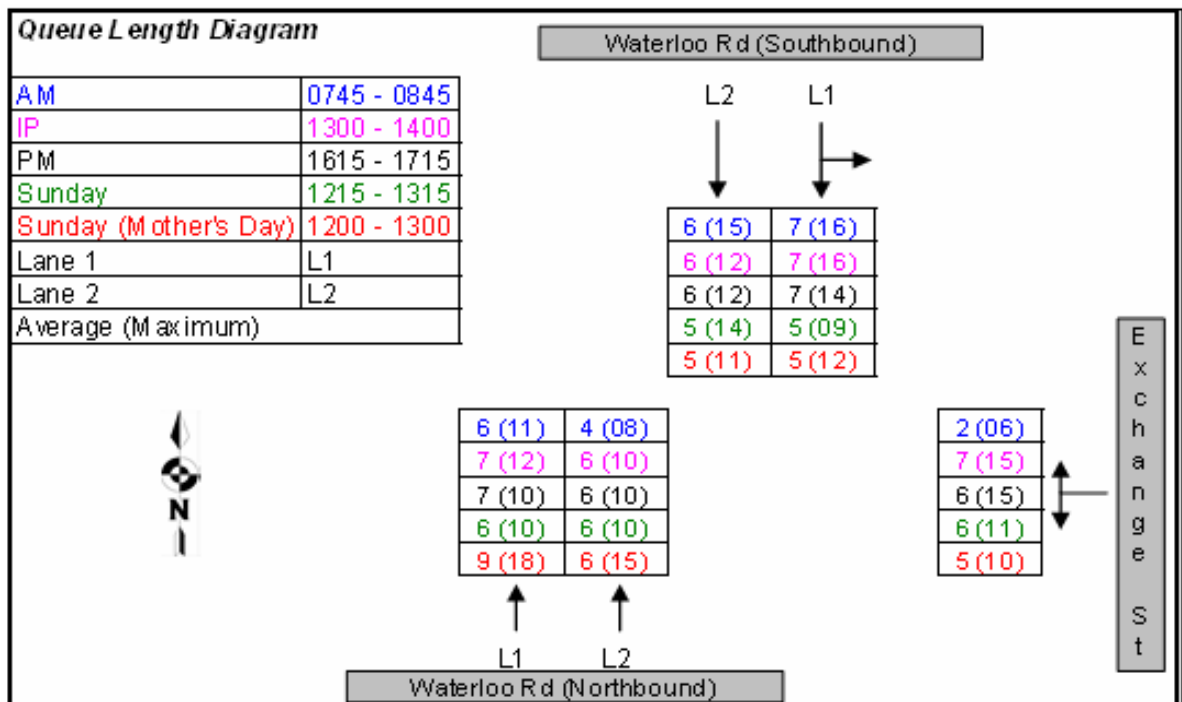 Queue Length Diagram
Waterloo Rd (Southbound)
AM 0745 - 0845
IP 1300 - 1400
PM 1615 - 1715
Sunday 1215 - 1315
Sunday (Mother's Day) 1200 - 1300
Lane 1 L1
Lane 2 L2
Average (Maximum)
L2 L1
6 (15) 7 (16)
6 (12) 7 (16)
6 (12) 7 (14)
5 (14) 5 (09)
5 (11) 5 (12)
N
6 (11) 4 (08)
7 (12) 6 (10)
7 (10) 6 (10)
6 (10) 6 (10)
9 (18) 6 (15)
L1 L2
Waterloo Rd (Northbound)
2 (06)
7 (15)
6 (15)
6 (11)
5 (10)
Exchange St